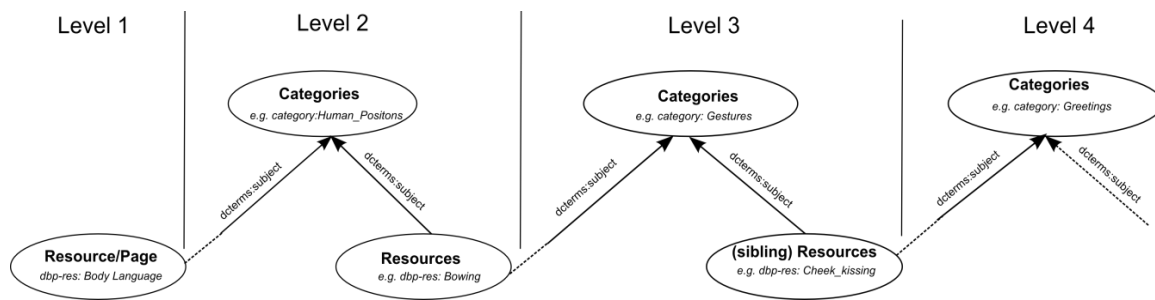 Level 1
Level 2
Level 3
Level 4
Categories
e.g. category:Human_Positons
Categories
e.g. category: Gestures
Categories
e.g. category: Greetings
dcterms:subject
dcterms:subject
dcterms:subject
dcterms:subject
dcterms:subject
dcterms:subject
Resource/Page
dbp-res: Body Language
Resources
e.g. dbp-res: Bowing
(sibling) Resources
e.g. dbp-res: Cheek_kissing